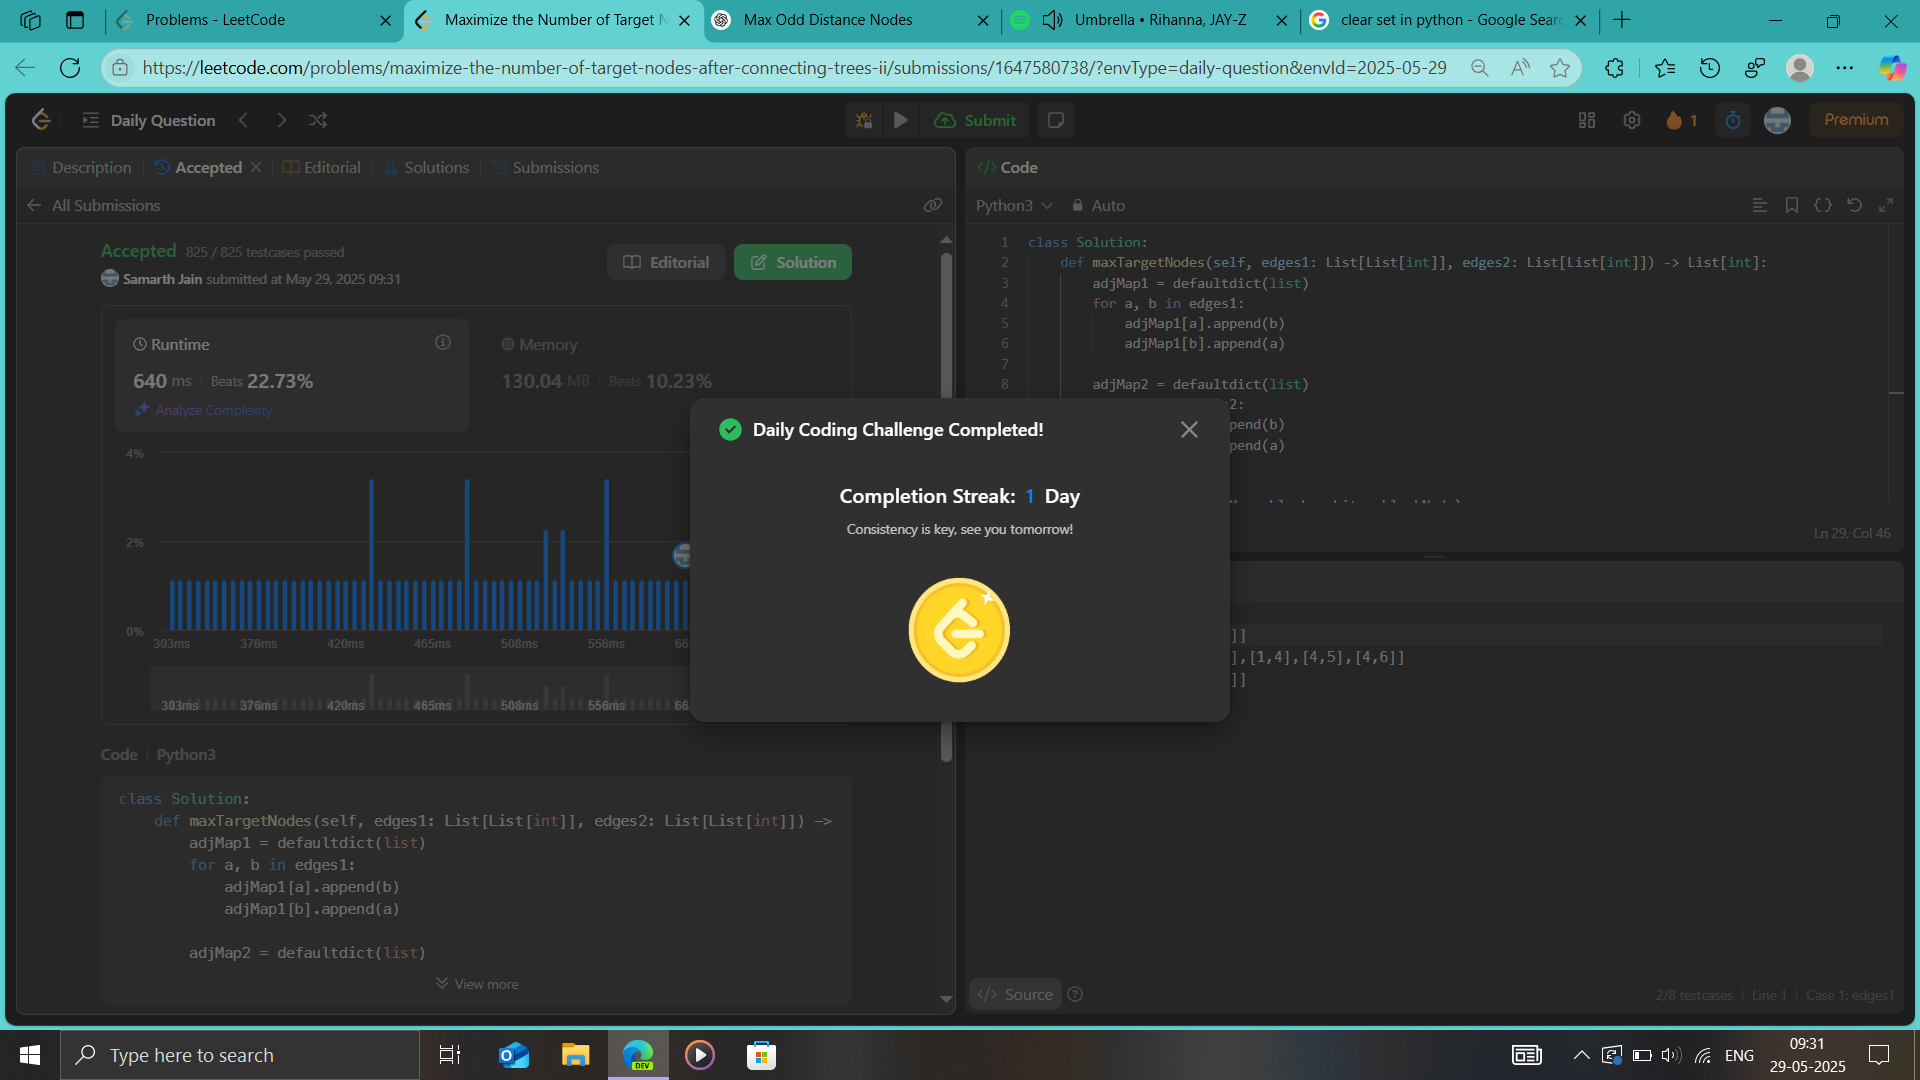 Problems - LeetCode
Maximize the Number of Target N
Max Odd Distance Nodes
Umbrella • Rihanna, JAY-Z
clear set in python - Google Searc
https://leetcode.com/problems/maximize-the-number-of-target-nodes-after-connecting-trees-ii/submissions/1647580738/?envType=daily-question&envId=2025-05-29
Daily Question
Submit
1
Premium
Description
Accepted
Editorial
Solutions
Submissions
All Submissions
Accepted 825 / 825 testcases passed
Samarth Jain submitted at May 29, 2025 09:31
Editorial
Solution
Runtime
640 ms Beats 22.73%
Analyze Complexity
Memory
130.04 MB Beats 10.23%
4%
2%
0%
303ms 376ms 420ms 465ms 508ms 556ms 66
303ms 376ms 420ms 465ms 508ms 556ms 66
Code Python3
class Solution:
def maxTargetNodes(self, edges1: List[List[int]], edges2: List[List[int]]) ->
adjMap1 = defaultdict(list)
for a, b in edges1:
adjMap1[a].append(b)
adjMap1[b].append(a)
adjMap2 = defaultdict(list)
View more
Code
Python3 Auto
1 class Solution:
2 def maxTargetNodes(self, edges1: List[List[int]], edges2: List[List[int]]) -> List[int]:
3 adjMap1 = defaultdict(list)
4 for a, b in edges1:
5 adjMap1[a].append(b)
6 adjMap1[b].append(a)
7
8 adjMap2 = defaultdict(list)
2:
pend(b)
pend(a)
Ln 29, Col 46
Daily Coding Challenge Completed!
Completion Streak: 1 Day
Consistency is key, see you tomorrow!
]]
],[1,4],[4,5],[4,6]]
]]
Source
2/8 testcases Line 1 Case 1: edges1
Type here to search
DEV
ENG
09:31
29-05-2025